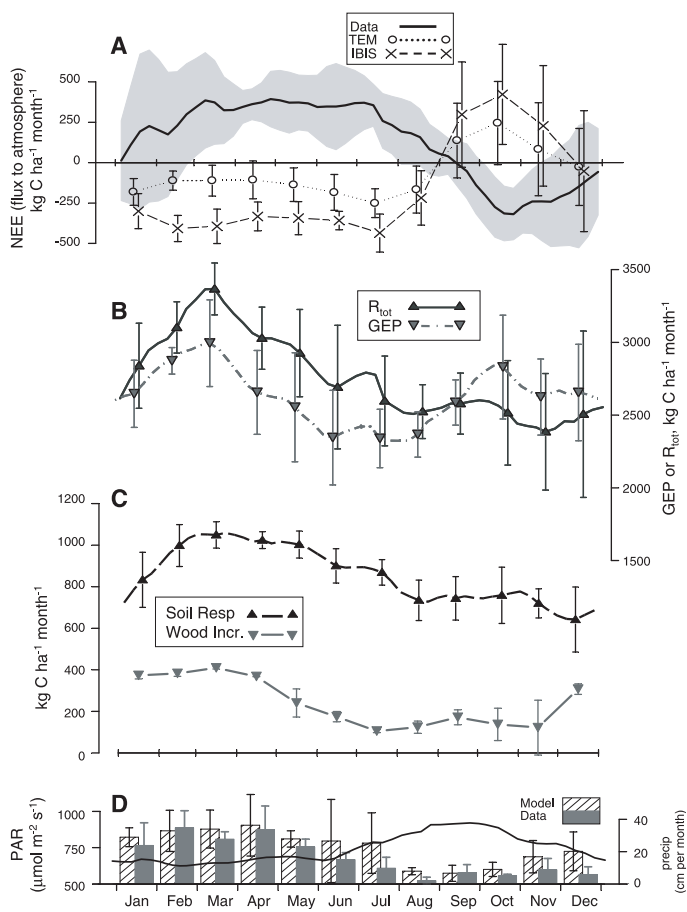 A
Data
TEM
IBIS
NEE (flux to atmosphere)
kg C ha⁻¹ month⁻¹
500
250
0
-250
-500
B
R_tot
GEP
GEP or R_tot, kg C ha⁻¹ month⁻¹
3500
3000
2500
2000
1500
C
kg C ha⁻¹ month⁻¹
1200
1000
800
600
400
200
0
Soil Resp
Wood Incr.
D
PAR
(μmol m⁻² s⁻¹)
1000
750
500
Model
Data
precip
(cm per month)
40
20
0
Jan Feb Mar Apr May Jun Jul Aug Sep Oct Nov Dec